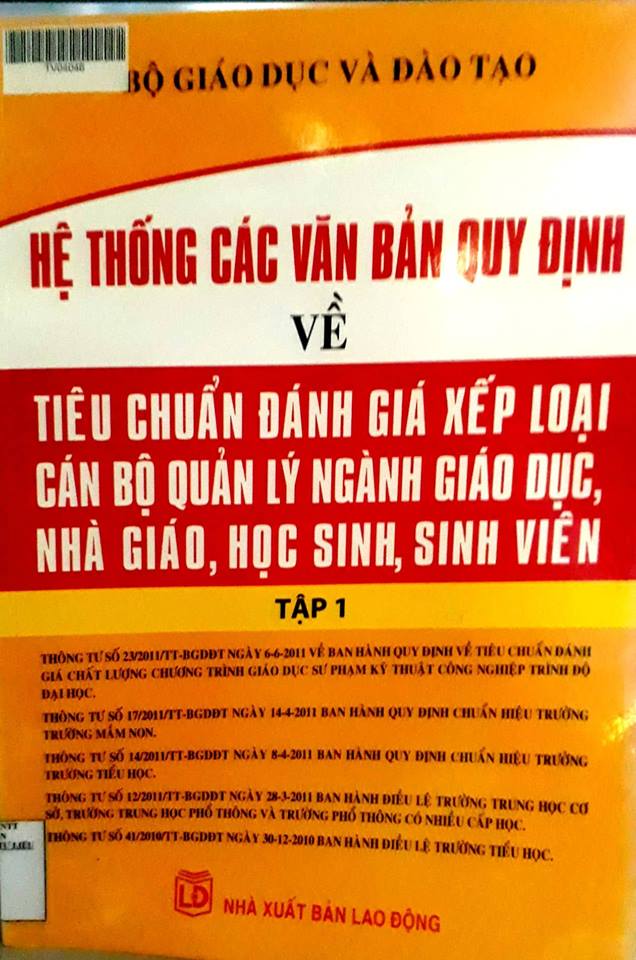 TV04046
BỘ GIÁO DỤC VÀ ĐÀO TẠO
HỆ THỐNG CÁC VĂN BẢN QUY ĐỊNH
VỀ
TIÊU CHUẨN ĐÁNH GIÁ XẾP LOẠI
CÁN BỘ QUẢN LÝ NGÀNH GIÁO DỤC,
NHÀ GIÁO, HỌC SINH, SINH VIÊN
TẬP 1
THÔNG TƯ SỐ 23/2011/TT-BGDĐT NGÀY 6-6-2011 VỀ BAN HÀNH QUY ĐỊNH VỀ TIÊU CHUẨN ĐÁNH
GIÁ CHẤT LƯỢNG CHƯƠNG TRÌNH GIÁO DỤC SƯ PHẠM KỸ THUẬT CÔNG NGHIỆP TRÌNH ĐỘ
ĐẠI HỌC.
THÔNG TƯ SỐ 17/2011/TT-BGDĐT NGÀY 14-4-2011 BAN HÀNH QUY ĐỊNH CHUẨN HIỆU TRƯỞNG
TRƯỜNG MẦM NON.
THÔNG TƯ SỐ 14/2011/TT-BGDĐT NGÀY 8-4-2011 BAN HÀNH QUY ĐỊNH CHUẨN HIỆU TRƯỞNG
TRƯỜNG TIỂU HỌC.
THÔNG TƯ SỐ 12/2011/TT-BGDĐT NGÀY 28-3-2011 BAN HÀNH ĐIỀU LỆ TRƯỜNG TRUNG HỌC CƠ
SỞ, TRƯỜNG TRUNG HỌC PHỔ THÔNG VÀ TRƯỜNG PHỔ THÔNG CÓ NHIỀU CẤP HỌC.
THÔNG TƯ SỐ 41/2010/TT-BGDĐT NGÀY 30-12-2010 BAN HÀNH ĐIỀU LỆ TRƯỜNG TIỂU HỌC.
LĐ
NHÀ XUẤT BẢN LAO ĐỘNG